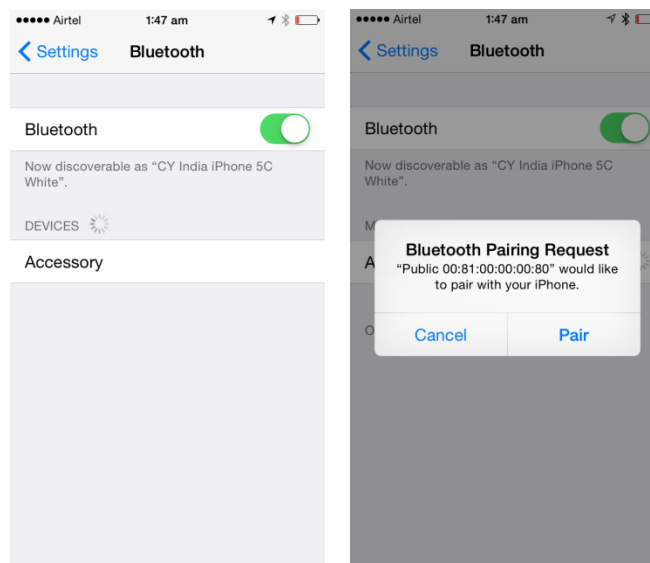 Airtel 1:47 am
Settings Bluetooth
Bluetooth
Now discoverable as “CY India iPhone 5C
White”.
DEVICES
Accessory
Airtel 1:47 am
Settings Bluetooth
Bluetooth
Now discoverable as “CY India iPhone 5C
White”.
M
A
Bluetooth Pairing Request
“Public 00:81:00:00:00:80” would like
to pair with your iPhone.
O
Cancel Pair